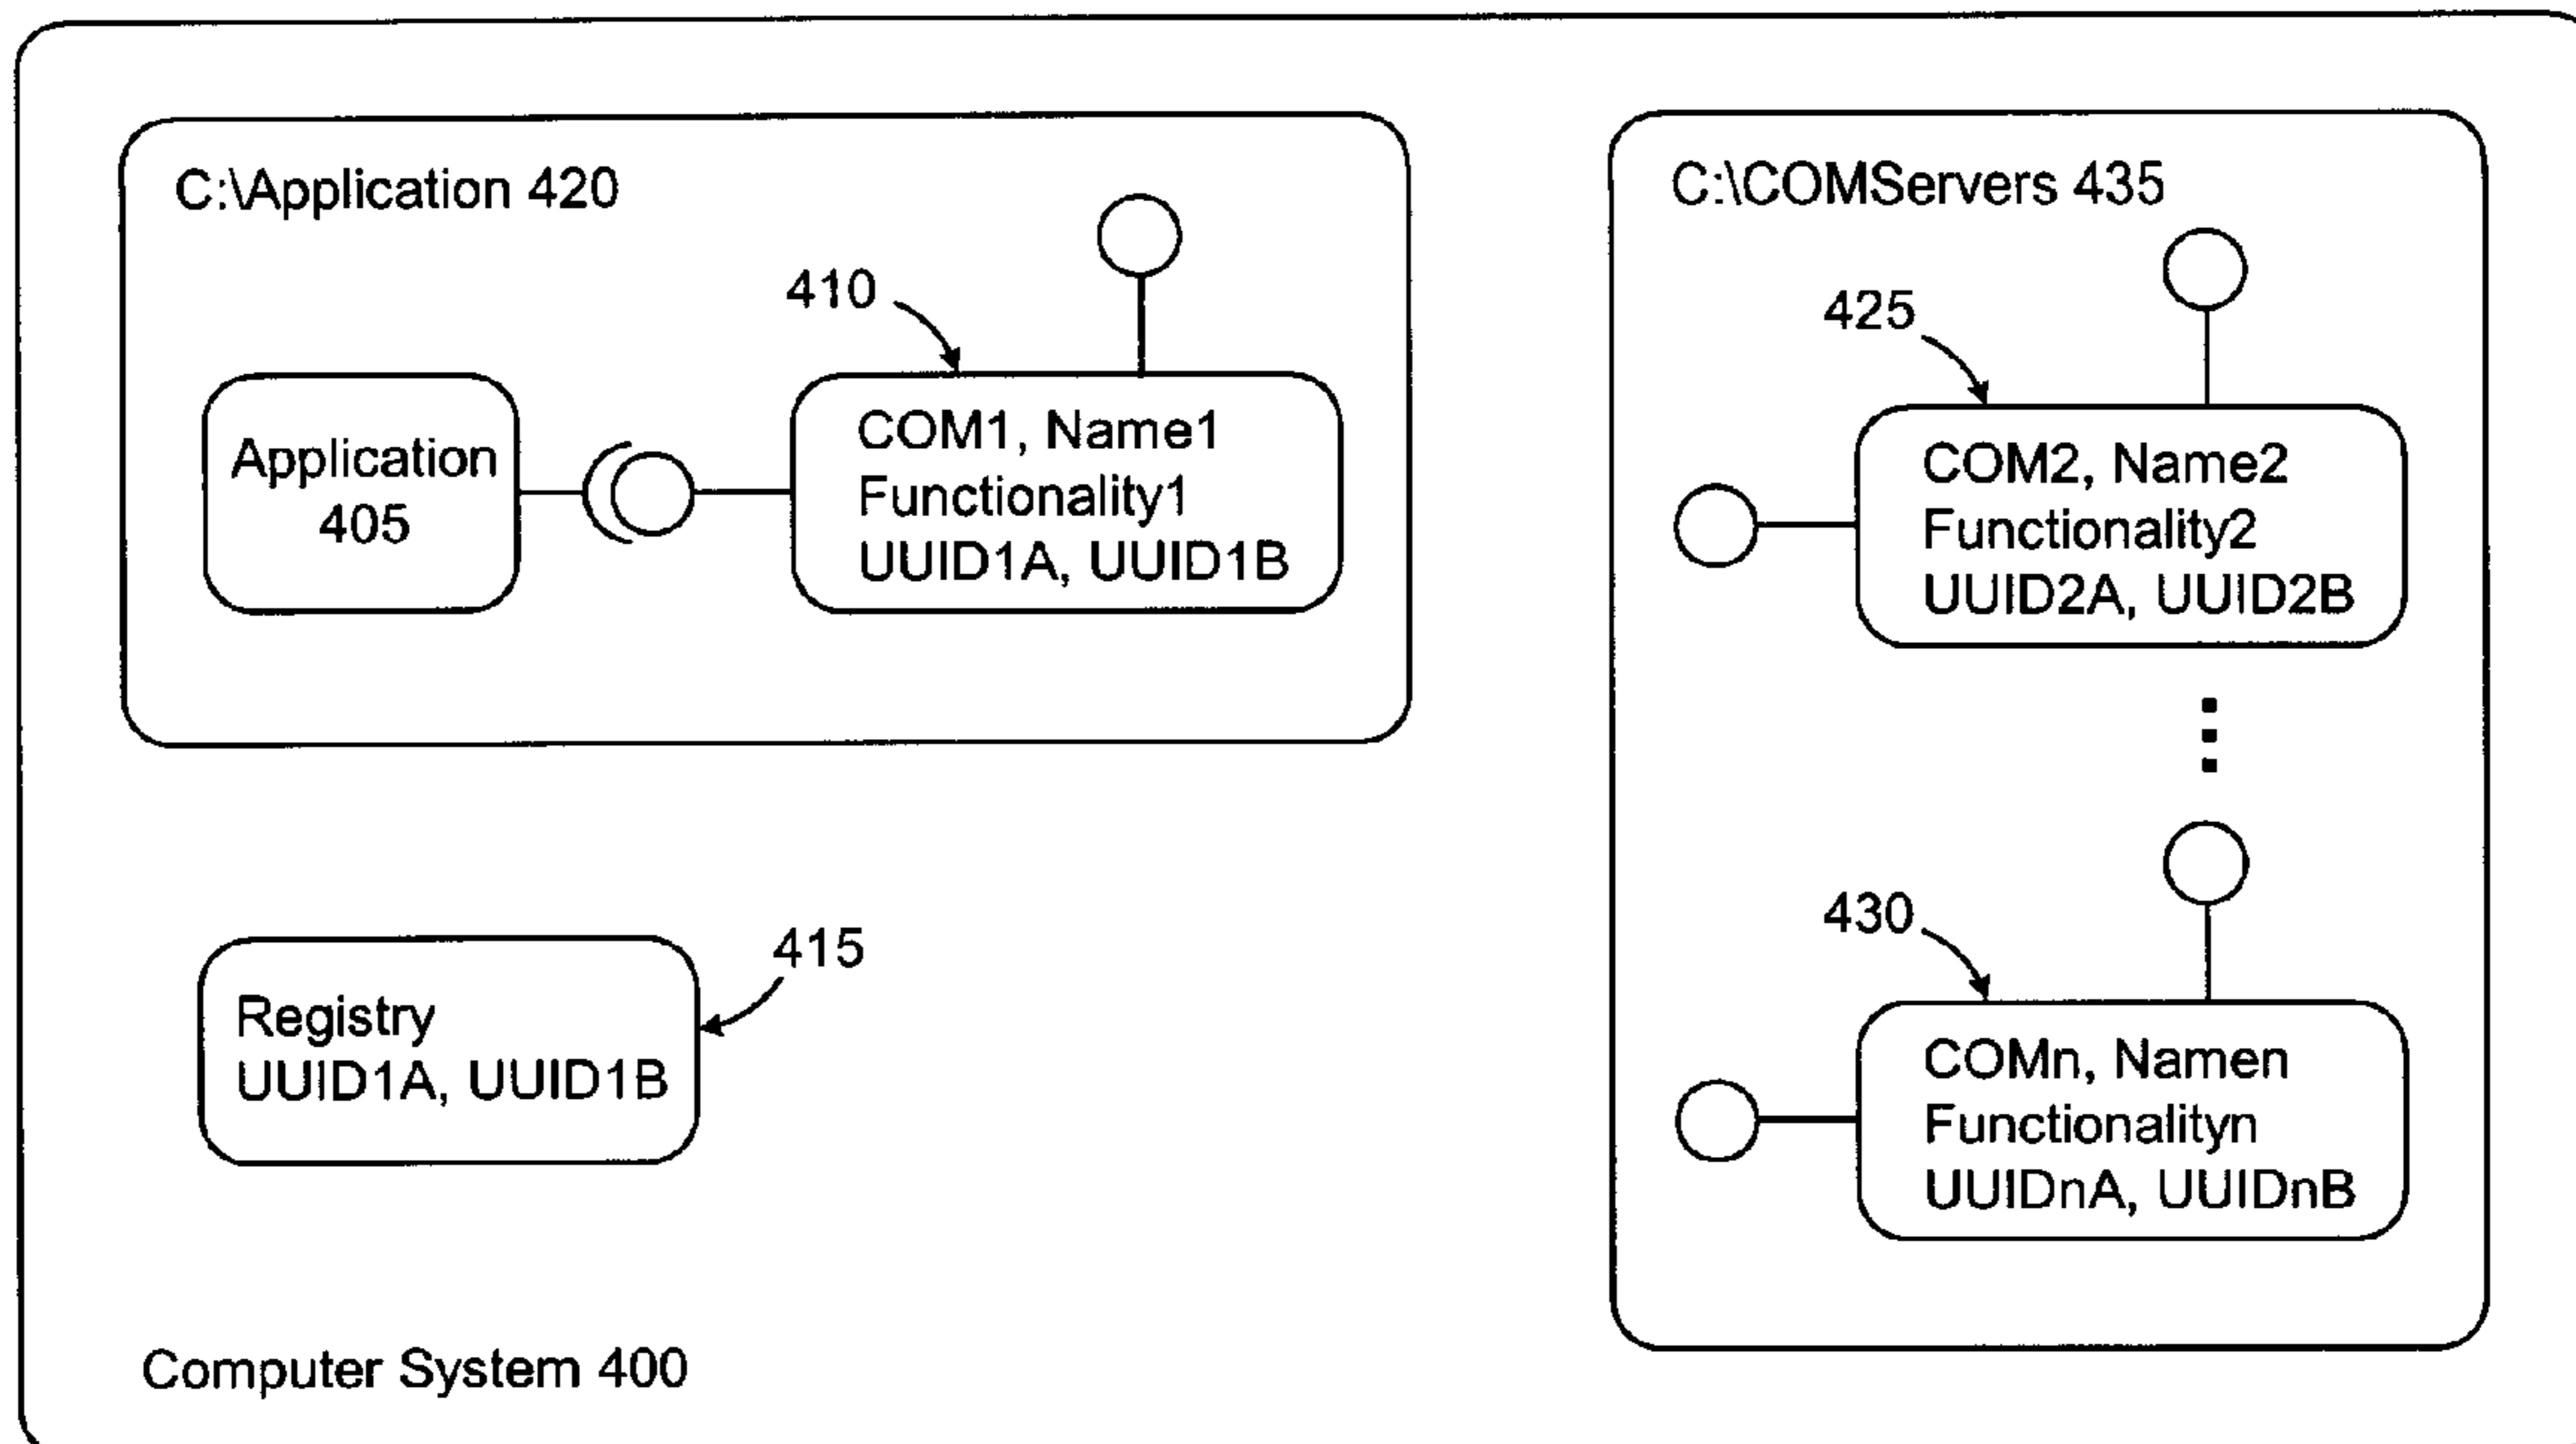 C:\Application 420
410
Application
405
COM1, Name1
Functionality1
UUID1A, UUID1B
Registry
UUID1A, UUID1B
415
Computer System 400
C:\COMServers 435
425
COM2, Name2
Functionality2
UUID2A, UUID2B
430
COMn, Namen
Functionalityn
UUIDnA, UUIDnB